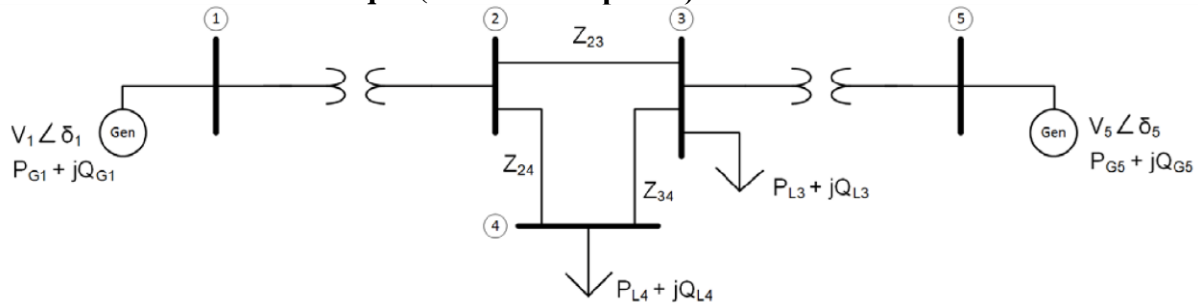 1
2
3
5
Z23
Gen
V1∠δ1
PG1 + jQG1
Gen
V5∠δ5
PG5 + jQG5
Z24
Z34
PL3 + jQL3
4
PL4 + jQL4